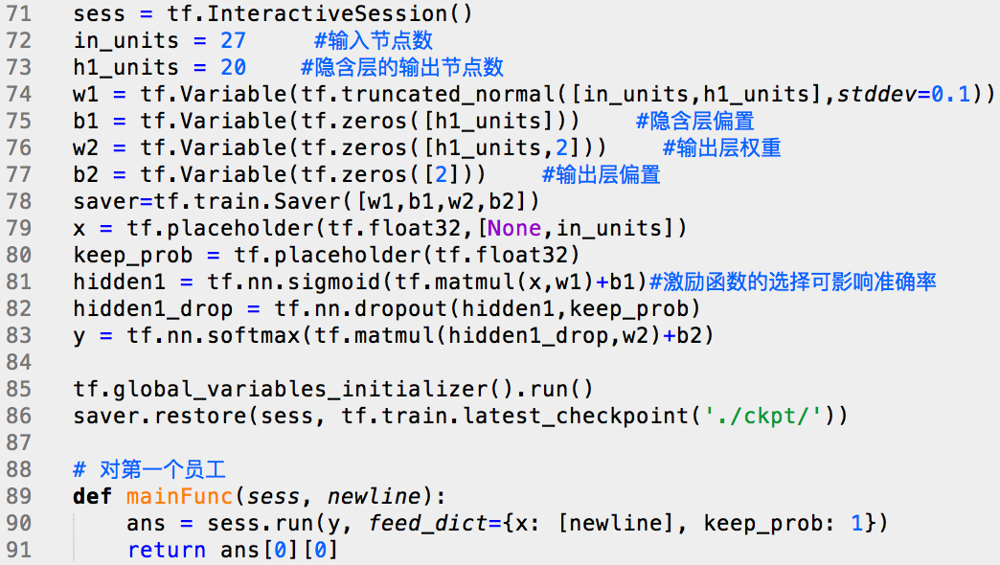 71 sess = tf.InteractiveSession()
72 in_units = 27 #输入节点数
73 h1_units = 20 #隐含层的输出节点数
74 w1 = tf.Variable(tf.truncated_normal([in_units,h1_units],stddev=0.1))
75 b1 = tf.Variable(tf.zeros([h1_units])) #隐含层偏置
76 w2 = tf.Variable(tf.zeros([h1_units,2])) #输出层权重
77 b2 = tf.Variable(tf.zeros([2])) #输出层偏置
78 saver=tf.train.Saver([w1,b1,w2,b2])
79 x = tf.placeholder(tf.float32,[None,in_units])
80 keep_prob = tf.placeholder(tf.float32)
81 hidden1 = tf.nn.sigmoid(tf.matmul(x,w1)+b1)#激励函数的选择可影响准确率
82 hidden1_drop = tf.nn.dropout(hidden1,keep_prob)
83 y = tf.nn.softmax(tf.matmul(hidden1_drop,w2)+b2)
84
85 tf.global_variables_initializer().run()
86 saver.restore(sess, tf.train.latest_checkpoint('./ckpt/'))
87
88 # 对第一个员工
89 def mainFunc(sess, newline):
90     ans = sess.run(y, feed_dict={x: [newline], keep_prob: 1})
91     return ans[0][0]